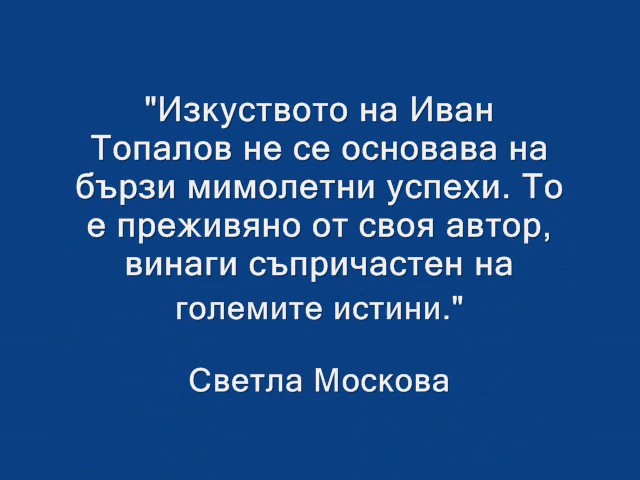 "Изкуството на Иван
Топалов не се основава на
бързи мимолетни успехи. То
е преживяно от своя автор,
винаги съпричастен на
големите истини."
Светла Москова